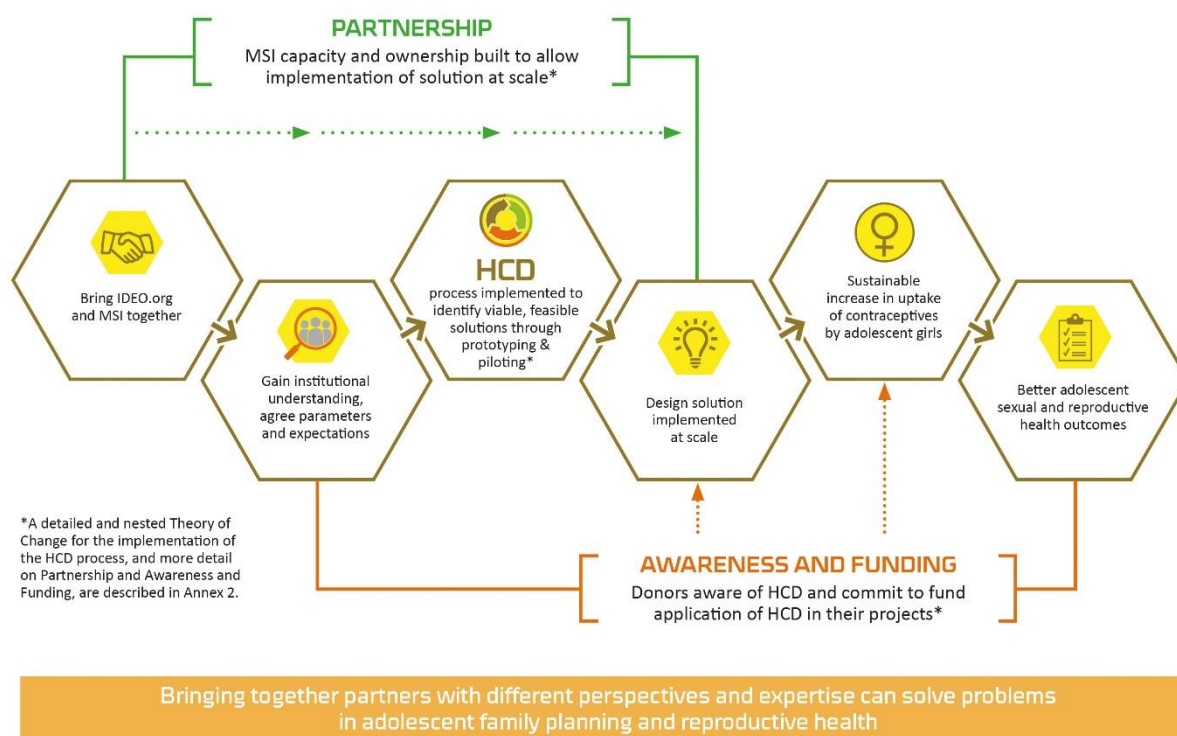 PARTNERSHIP
MSI capacity and ownership built to allow
implementation of solution at scale*
Bring IDEO.org
and MSI together
Gain institutional
understanding,
agree parameters
and expectations
HCD
process implemented to
identify viable, feasible
solutions through
prototyping &
piloting*
Design solution
implemented
at scale
Sustainable
increase in uptake
of contraceptives
by adolescent girls
Better adolescent
sexual and reproductive
health outcomes
*A detailed and nested Theory of
Change for the implementation of
the HCD process, and more detail
on Partnership and Awareness and
Funding, are described in Annex 2.
AWARENESS AND FUNDING
Donors aware of HCD and commit to fund
application of HCD in their projects*
Bringing together partners with different perspectives and expertise can solve problems
in adolescent family planning and reproductive health